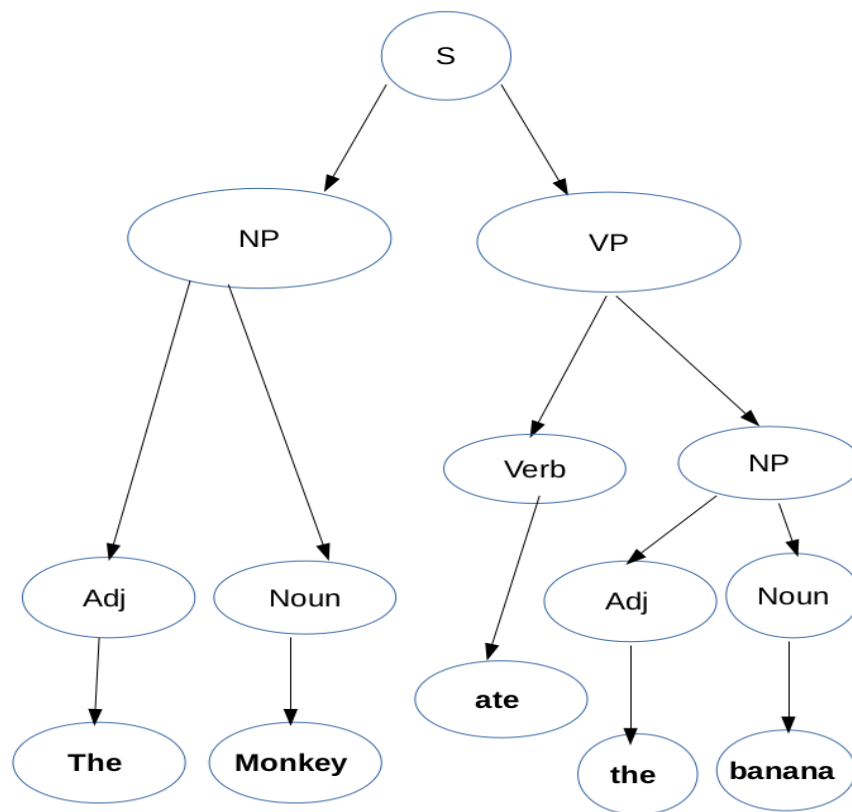 S
NP
VP
Verb
NP
Adj
Noun
Adj
Noun
ate
The
Monkey
the
banana